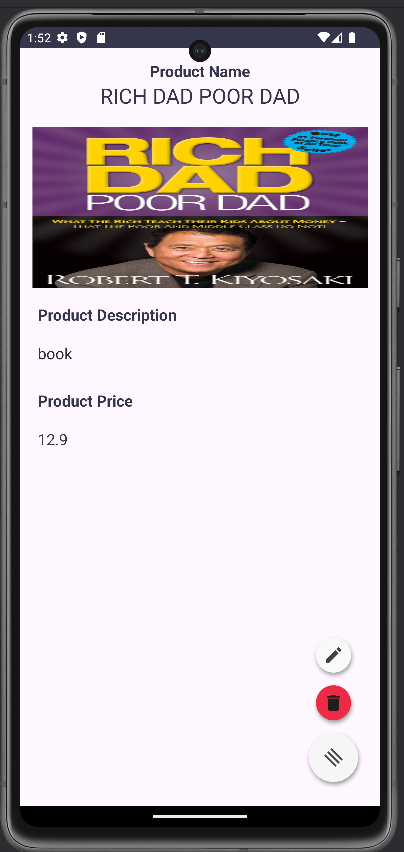 1:52
Product Name
RICH DAD POOR DAD
RICH
DAD
POOR DAD
WHAT THE RICH TEACH THEIR KIDS ABOUT MONEY –
THAT THE POOR AND MIDDLE CLASS DO NOT!
ROBERT T. KIYOSAKI
Product Description
book
Product Price
12.9